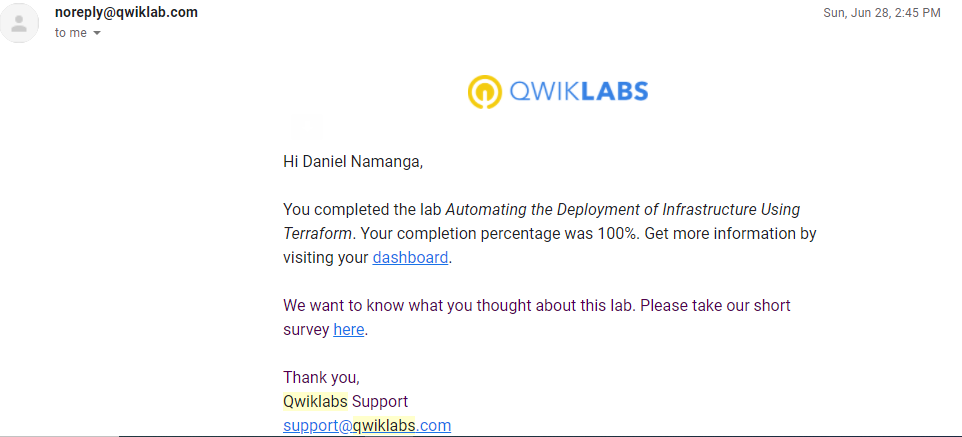 noreply@qwiklab.com
Sun, Jun 28, 2:45 PM
to me
QWIKLABS
Hi Daniel Namanga,
You completed the lab Automating the Deployment of Infrastructure Using
Terraform. Your completion percentage was 100%. Get more information by
visiting your dashboard.
We want to know what you thought about this lab. Please take our short
survey here.
Thank you,
Qwiklabs Support
support@qwiklabs.com